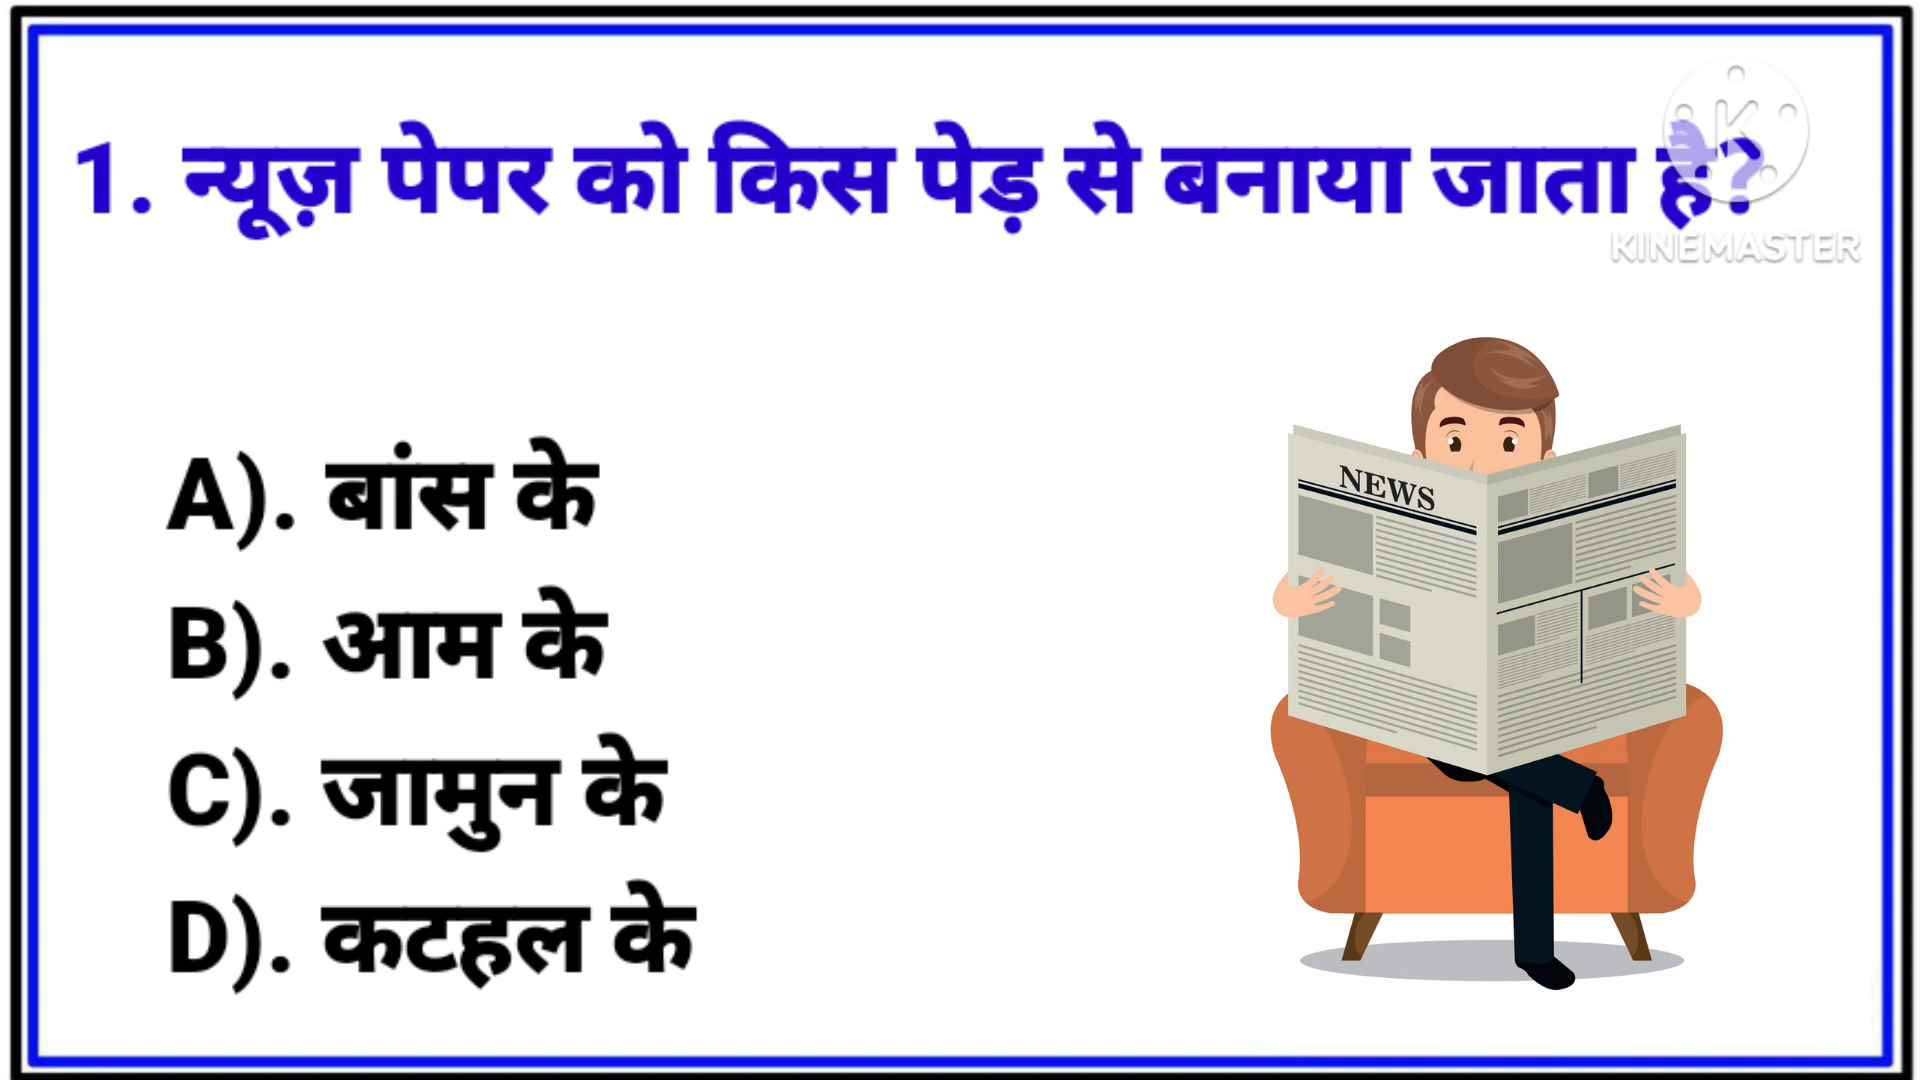 1. न्यूज़ पेपर को किस पेड़ से बनाया जाता है?
KINEMASTER
A). बांस के
B). आम के
C). जामुन के
D). कटहल के
NEWS